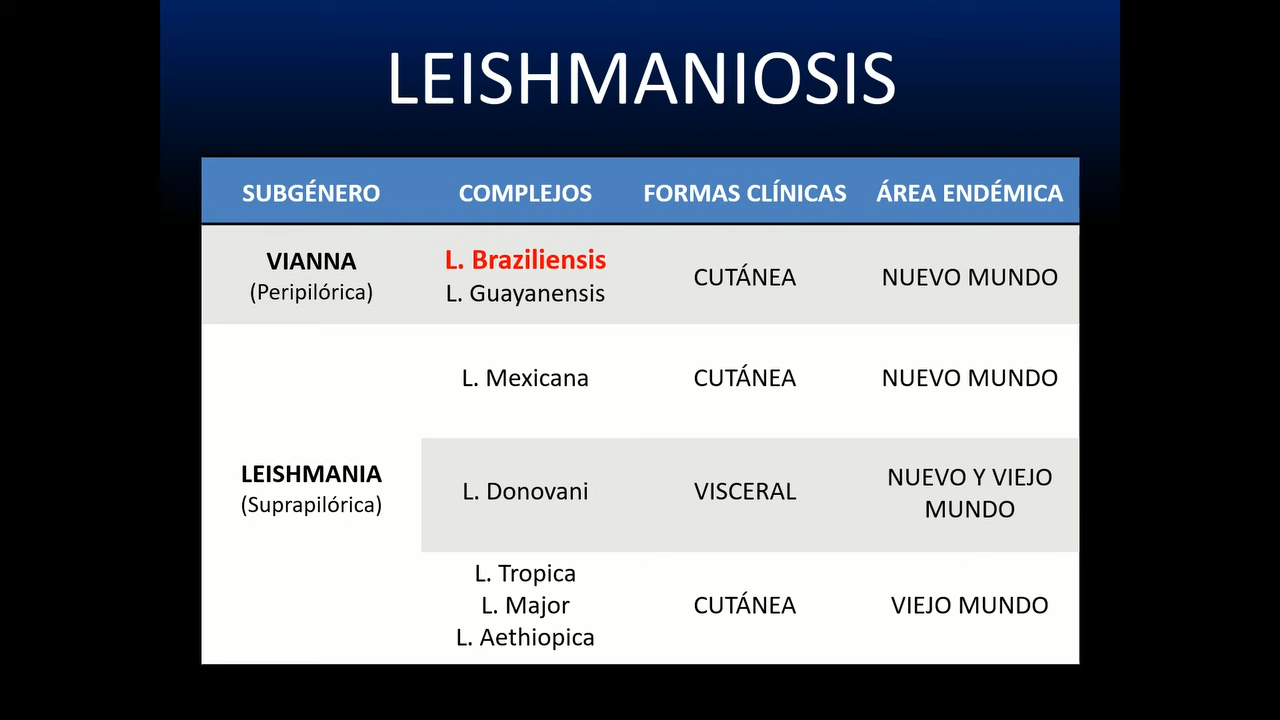 LEISHMANIOSIS
SUBGÉNERO COMPLEJOS FORMAS CLÍNICAS ÁREA ENDÉMICA
VIANNA
(Peripilórica)
L. Braziliensis
L. Guayanensis
CUTÁNEA
NUEVO MUNDO
LEISHMANIA
(Suprapilórica)
L. Mexicana
CUTÁNEA
NUEVO MUNDO
L. Donovani
VISCERAL
NUEVO Y VIEJO
MUNDO
L. Tropica
L. Major
L. Aethiopica
CUTÁNEA
VIEJO MUNDO